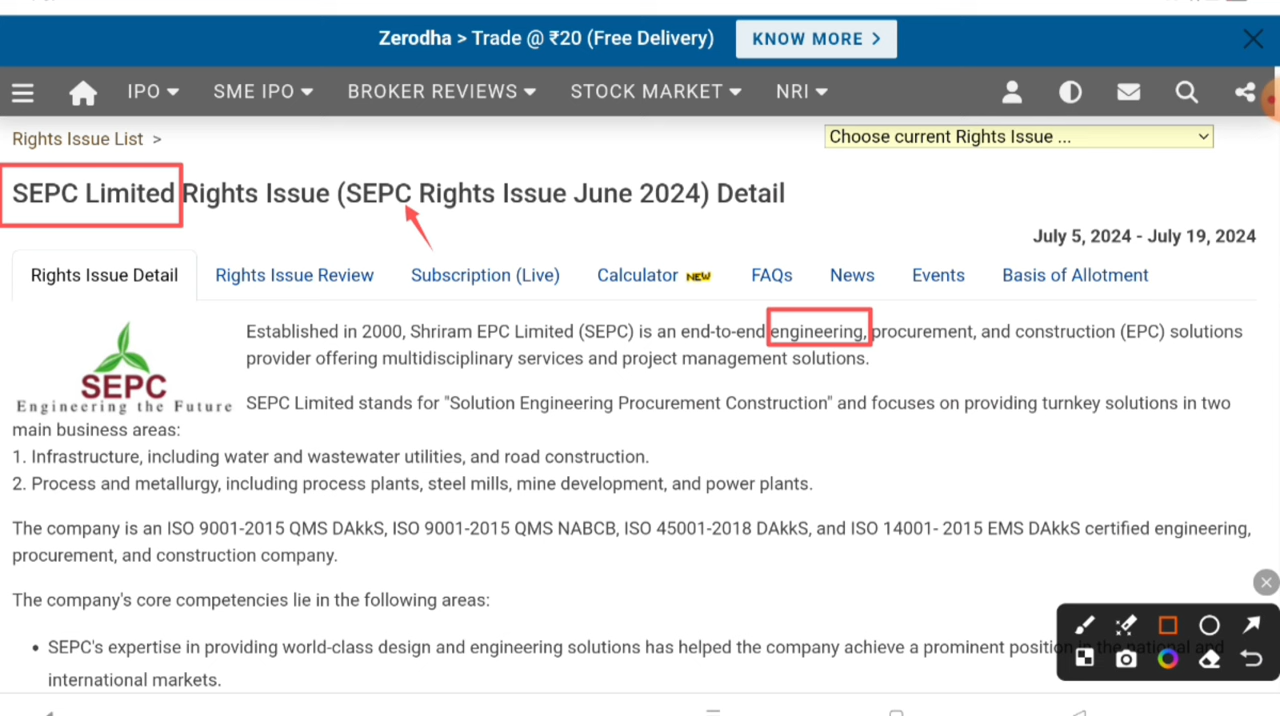 Zerodha > Trade @ ₹20 (Free Delivery)
KNOW MORE >
IPO
SME IPO
BROKER REVIEWS
STOCK MARKET
NRI
Rights Issue List >
Choose current Rights Issue ...
SEPC Limited Rights Issue (SEPC Rights Issue June 2024) Detail
July 5, 2024 - July 19, 2024
Rights Issue Detail
Rights Issue Review
Subscription (Live)
Calculator NEW
FAQs
News
Events
Basis of Allotment
SEPC
Engineering the Future
Established in 2000, Shriram EPC Limited (SEPC) is an end-to-end engineering, procurement, and construction (EPC) solutions
provider offering multidisciplinary services and project management solutions.
SEPC Limited stands for "Solution Engineering Procurement Construction" and focuses on providing turnkey solutions in two
main business areas:
1. Infrastructure, including water and wastewater utilities, and road construction.
2. Process and metallurgy, including process plants, steel mills, mine development, and power plants.
The company is an ISO 9001-2015 QMS DAkkS, ISO 9001-2015 QMS NABCB, ISO 45001-2018 DAkkS, and ISO 14001- 2015 EMS DAkkS certified engineering,
procurement, and construction company.
The company's core competencies lie in the following areas:
• SEPC's expertise in providing world-class design and engineering solutions has helped the company achieve a prominent position in the national and
international markets.